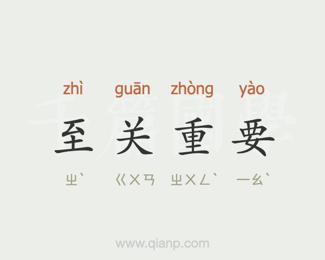 zhì guān zhòng yào
至关重要
ㄓˋ ㄍㄨㄢ ㄓㄨㄥˋ ㄧㄠˋ
www.qianp.com